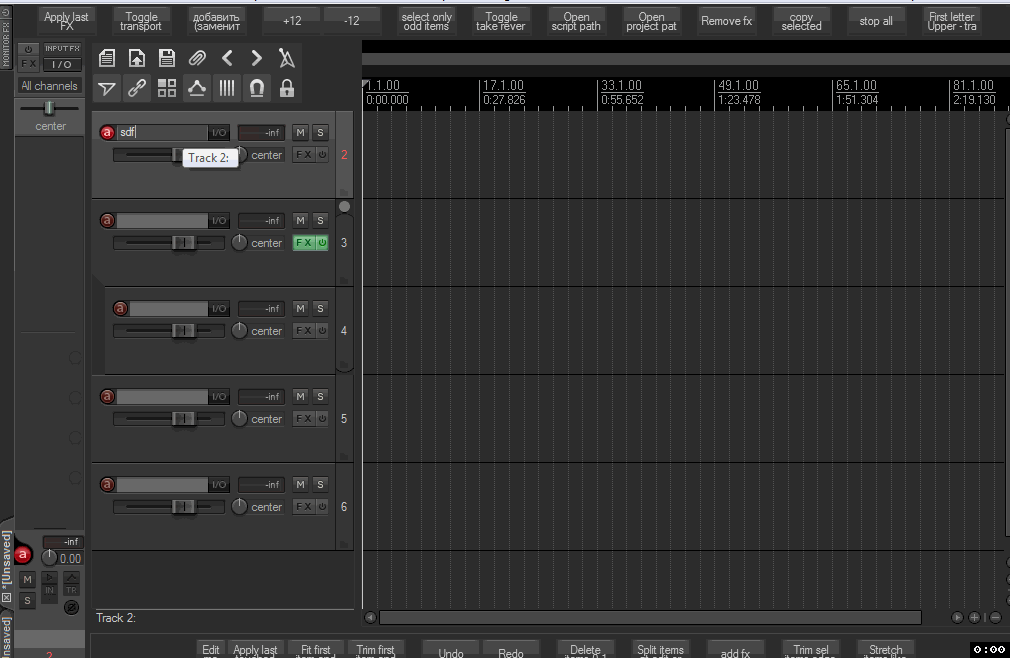 Apply last
FX
Toggle
transport
добавить
(заменит
+12
-12
select only
odd items
Toggle
take rever
Open
script path
Open
project pat
Remove fx
copy
selected
stop all
First letter
Upper - tra
MONITOR FX
INPUT FX
FX
I/O
All channels
center
1.1.00
0:00.000
17.1.00
0:27.826
33.1.00
0:55.652
49.1.00
1:23.478
65.1.00
1:51.304
81.1.00
2:19.130
a
sdf
I/O
-inf
M
S
Track 2:
center
FX
2
a
I/O
-inf
M
S
center
FX
3
a
I/O
-inf
M
S
center
FX
4
a
I/O
-inf
M
S
center
FX
5
a
I/O
-inf
M
S
center
FX
6
*[Unsaved]
nsaved]
-inf
a
0.00
M
IN
TR
S
2
Track 2:
Edit
Apply last
Fit first
Trim first
Undo
Redo
Delete
Split items
add fx
Trim sel
Stretch
0:00